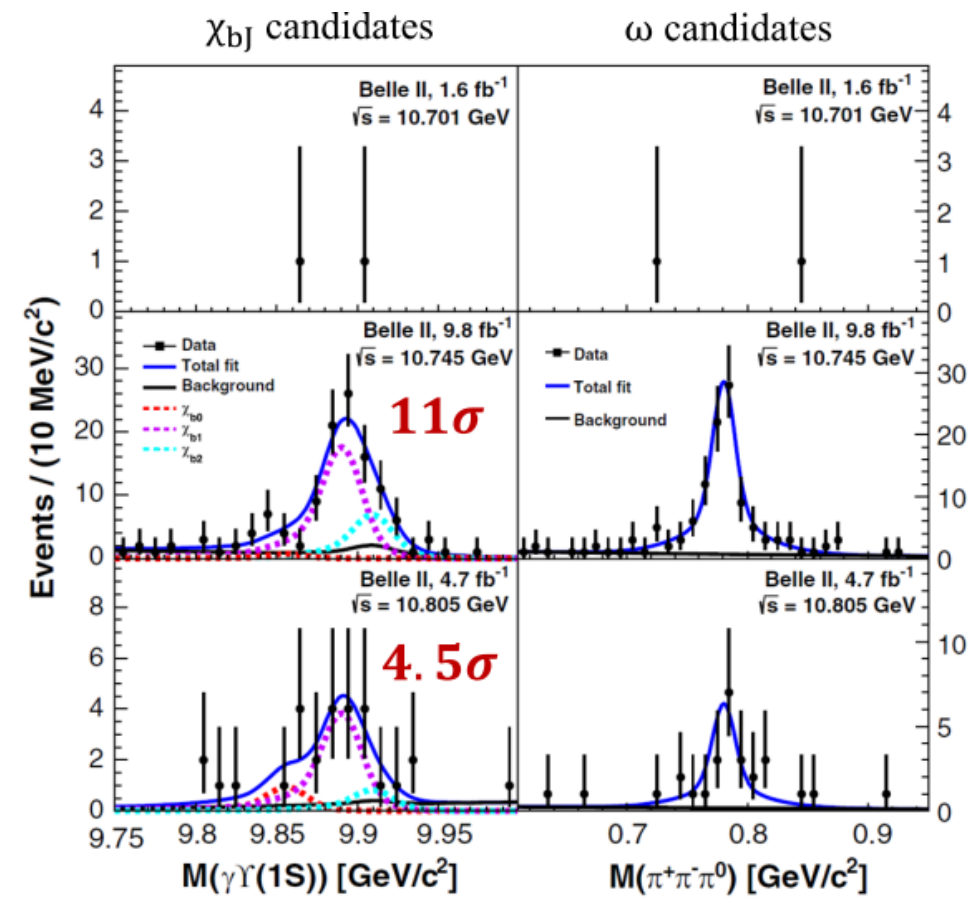 χbJ candidates
ω candidates
Events / (10 MeV/c²)
Belle II, 1.6 fb⁻¹
√s = 10.701 GeV
4
3
2
1
0
Belle II, 1.6 fb⁻¹
√s = 10.701 GeV
4
3
2
1
0
Belle II, 9.8 fb⁻¹
√s = 10.745 GeV
Data
Total fit
Background
χb0
χb1
χb2
11σ
30
20
10
0
Belle II, 9.8 fb⁻¹
√s = 10.745 GeV
Data
Total fit
Background
30
20
10
0
Belle II, 4.7 fb⁻¹
√s = 10.805 GeV
4.5σ
8
6
4
2
0
Belle II, 4.7 fb⁻¹
√s = 10.805 GeV
10
5
0
9.75 9.8 9.85 9.9 9.95
0.7 0.8 0.9
M(γΥ(1S)) [GeV/c²]
M(π⁺π⁻π⁰) [GeV/c²]